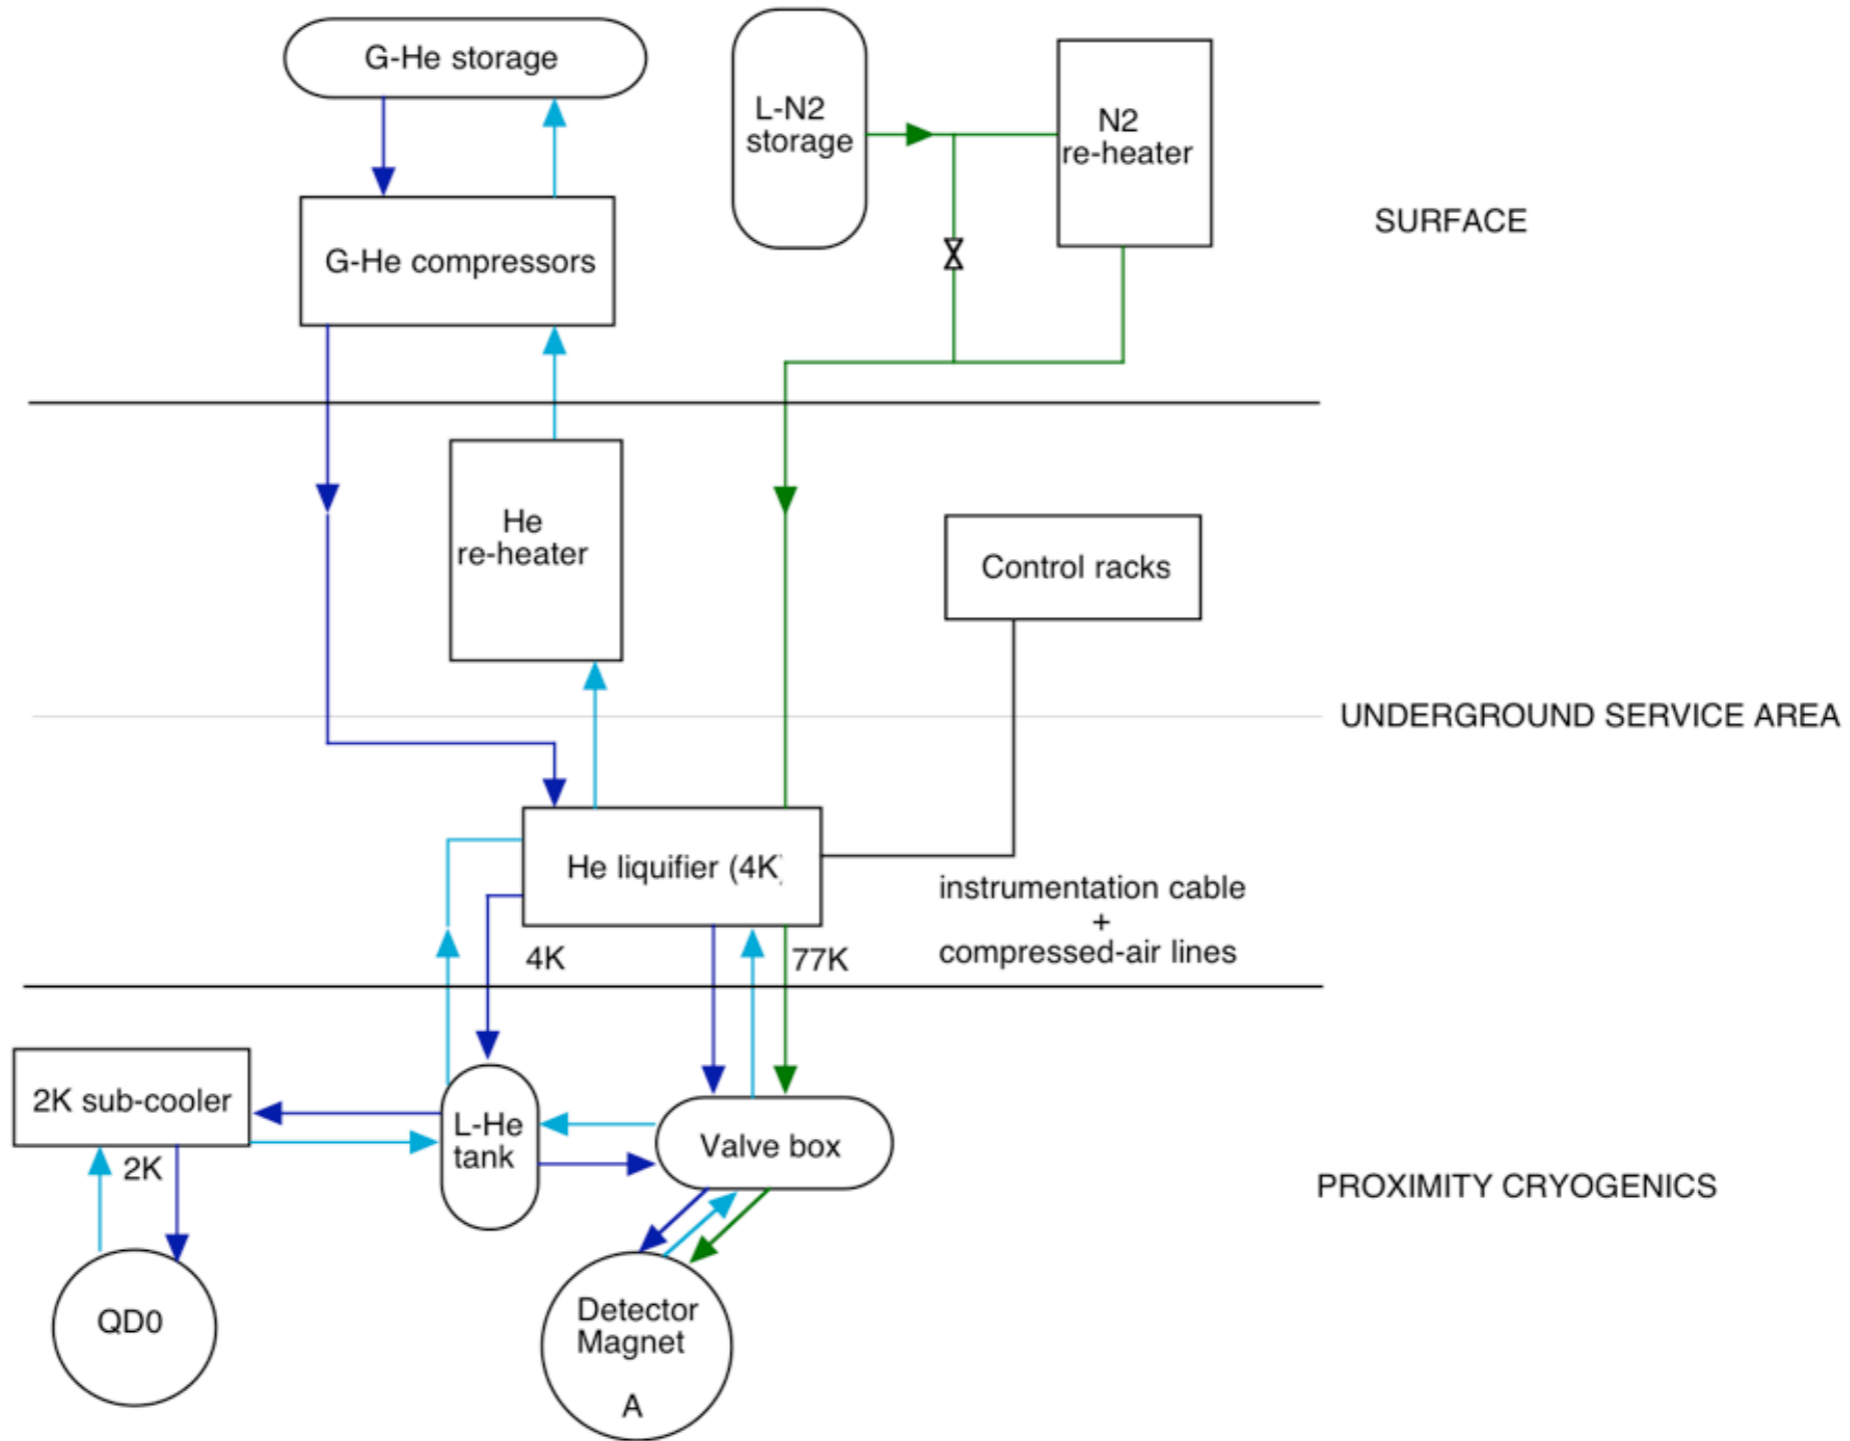 G-He storage
L-N2
storage
N2
re-heater
SURFACE
G-He compressors
He
re-heater
Control racks
UNDERGROUND SERVICE AREA
He liquifier (4K)
instrumentation cable
+
compressed-air lines
4K
77K
2K sub-cooler
L-He
tank
Valve box
2K
PROXIMITY CRYOGENICS
QD0
Detector
Magnet
A